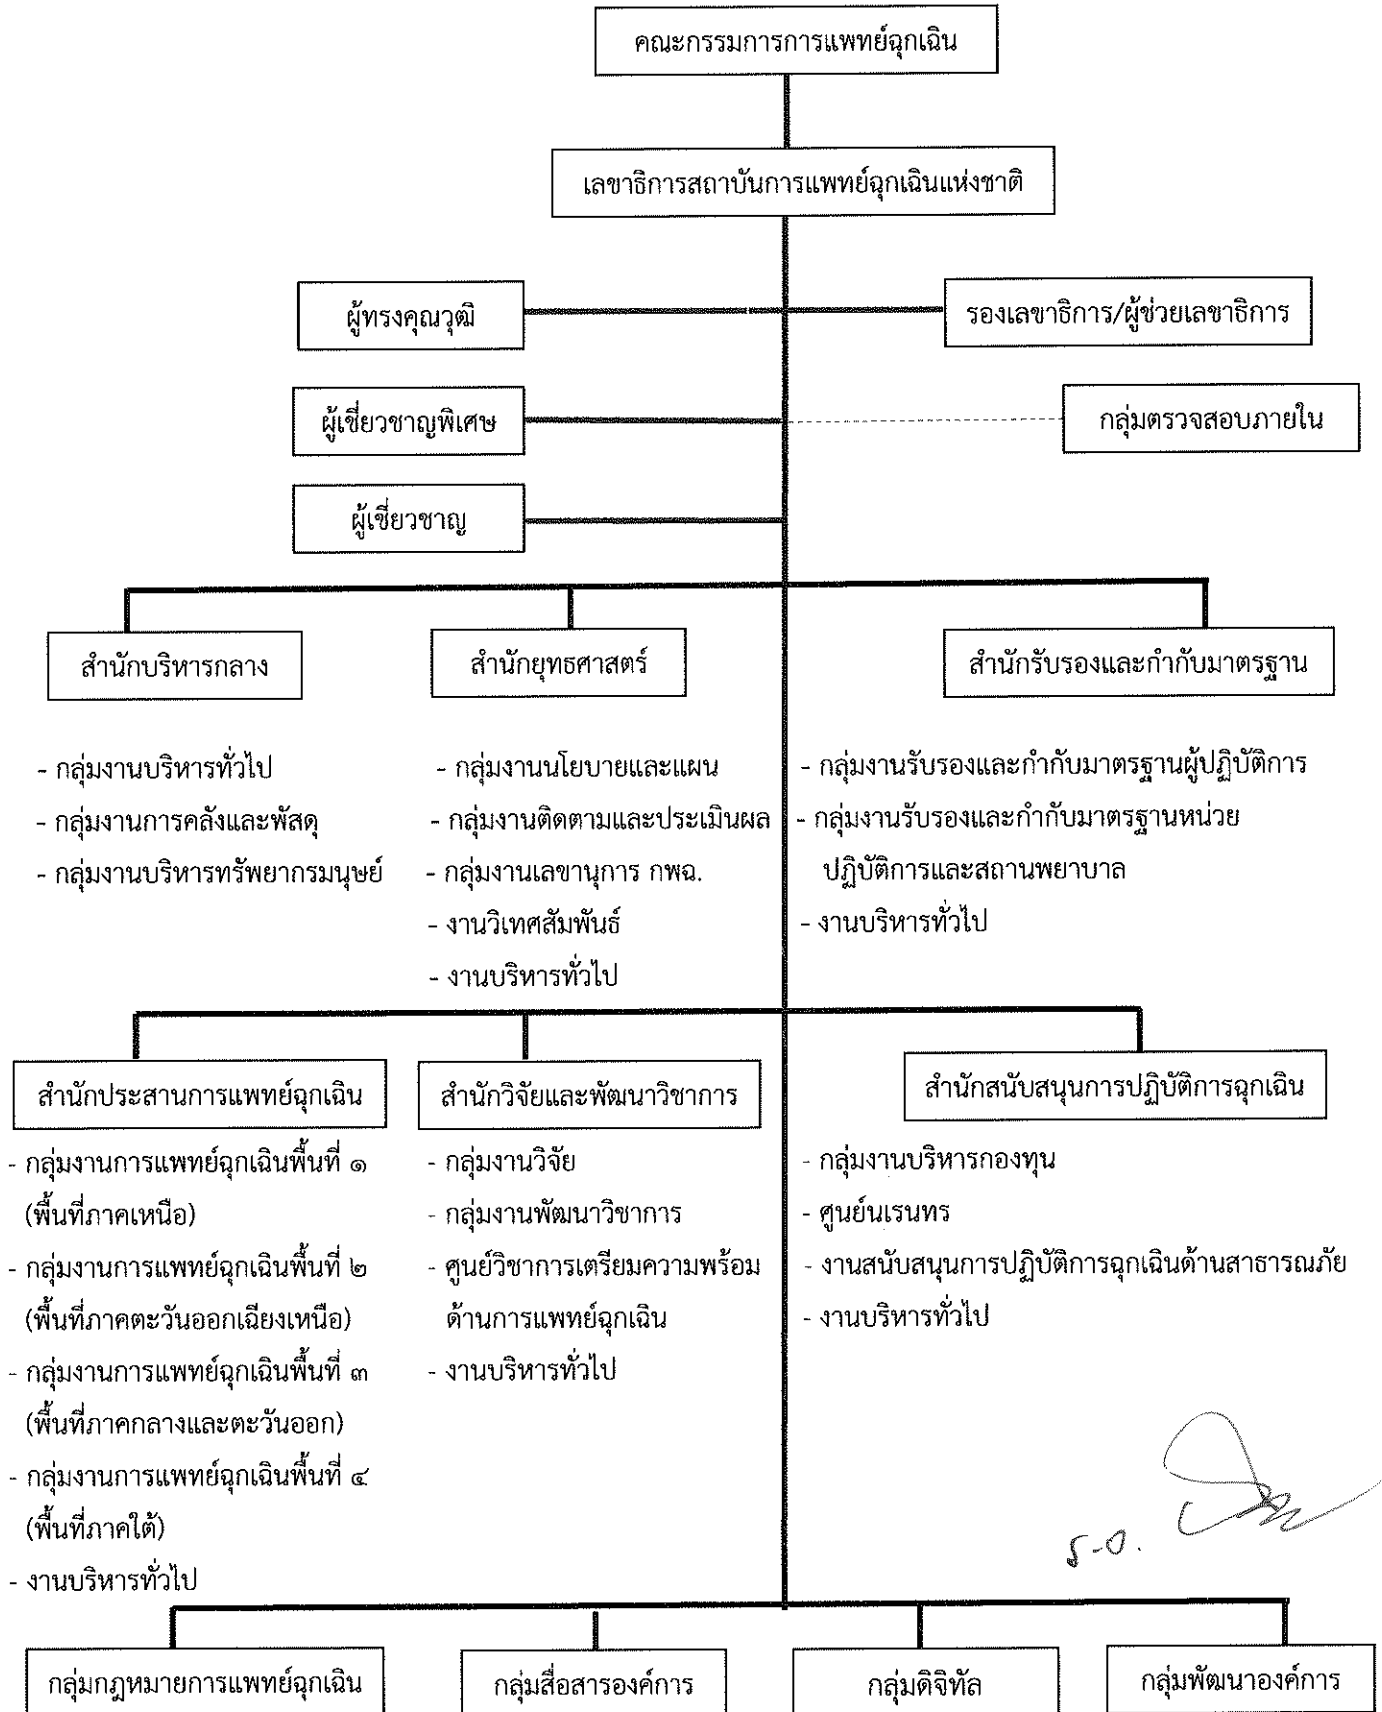 คณะกรรมการการแพทย์ฉุกเฉิน
เลขาธิการสถาบันการแพทย์ฉุกเฉินแห่งชาติ
ผู้ทรงคุณวุฒิ
รองเลขาธิการ/ผู้ช่วยเลขาธิการ
ผู้เชี่ยวชาญพิเศษ
กลุ่มตรวจสอบภายใน
ผู้เชี่ยวชาญ
สำนักบริหารกลาง
- กลุ่มงานบริหารทั่วไป
- กลุ่มงานการคลังและพัสดุ
- กลุ่มงานบริหารทรัพยากรมนุษย์
สำนักยุทธศาสตร์
- กลุ่มงานนโยบายและแผน
- กลุ่มงานติดตามและประเมินผล
- กลุ่มงานเลขานุการ กพฉ.
- งานวิเทศสัมพันธ์
- งานบริหารทั่วไป
สำนักรับรองและกำกับมาตรฐาน
- กลุ่มงานรับรองและกำกับมาตรฐานผู้ปฏิบัติการ
- กลุ่มงานรับรองและกำกับมาตรฐานหน่วย
ปฏิบัติการและสถานพยาบาล
- งานบริหารทั่วไป
สำนักประสานการแพทย์ฉุกเฉิน
- กลุ่มงานการแพทย์ฉุกเฉินพื้นที่ ๑
(พื้นที่ภาคเหนือ)
- กลุ่มงานการแพทย์ฉุกเฉินพื้นที่ ๒
(พื้นที่ภาคตะวันออกเฉียงเหนือ)
- กลุ่มงานการแพทย์ฉุกเฉินพื้นที่ ๓
(พื้นที่ภาคกลางและตะวันออก)
- กลุ่มงานการแพทย์ฉุกเฉินพื้นที่ ๔
(พื้นที่ภาคใต้)
- งานบริหารทั่วไป
สำนักวิจัยและพัฒนาวิชาการ
- กลุ่มงานวิจัย
- กลุ่มงานพัฒนาวิชาการ
- ศูนย์วิชาการเตรียมความพร้อม
ด้านการแพทย์ฉุกเฉิน
- งานบริหารทั่วไป
สำนักสนับสนุนการปฏิบัติการฉุกเฉิน
- กลุ่มงานบริหารกองทุน
- ศูนย์นเรนทร
- งานสนับสนุนการปฏิบัติการฉุกเฉินด้านสาธารณภัย
- งานบริหารทั่วไป
กลุ่มกฎหมายการแพทย์ฉุกเฉิน
กลุ่มสื่อสารองค์การ
กลุ่มดิจิทัล
กลุ่มพัฒนาองค์การ